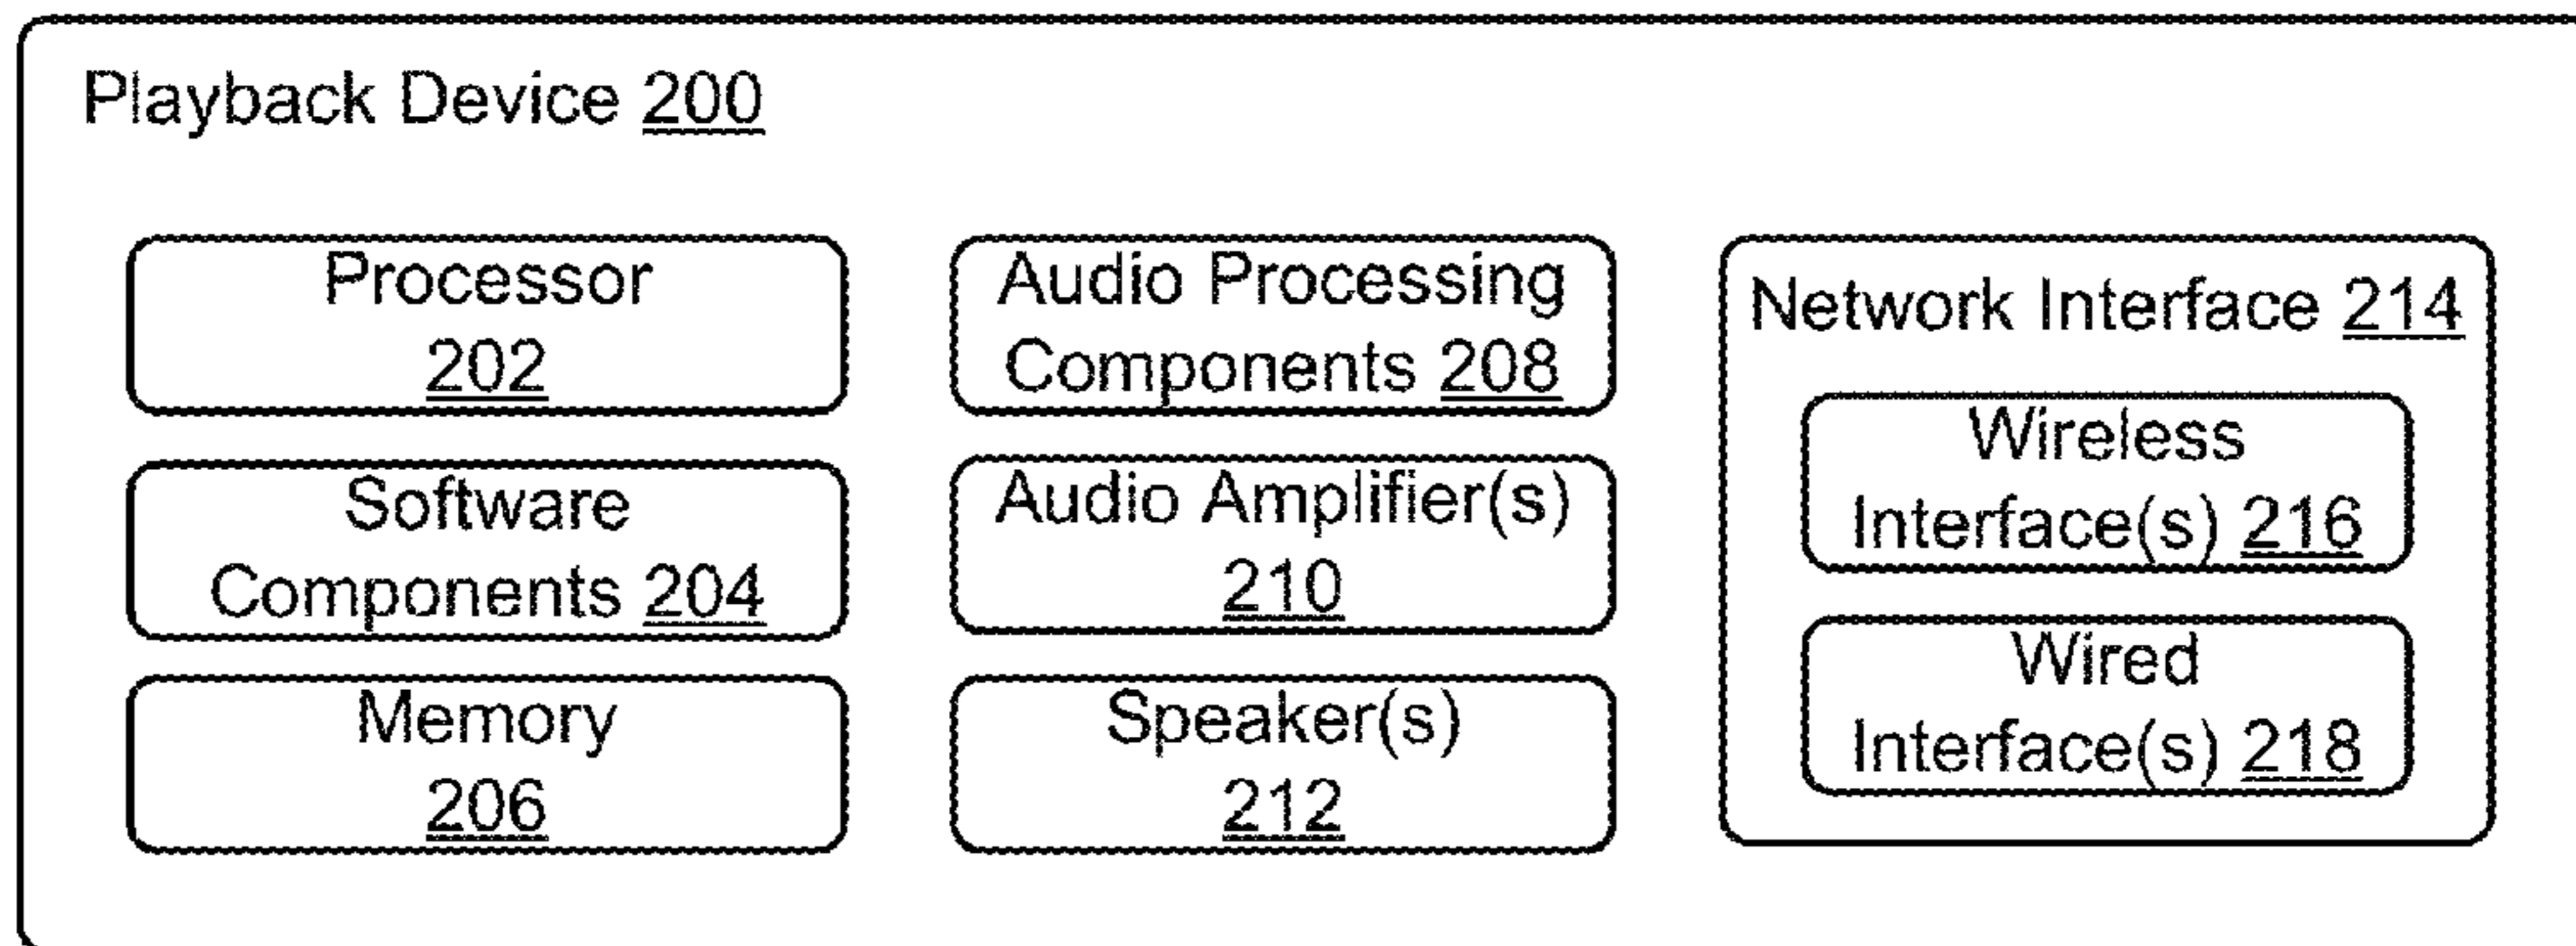 Playback Device 200
Processor
202
Software
Components 204
Memory
206
Audio Processing
Components 208
Audio Amplifier(s)
210
Speaker(s)
212
Network Interface 214
Wireless
Interface(s) 216
Wired
Interface(s) 218